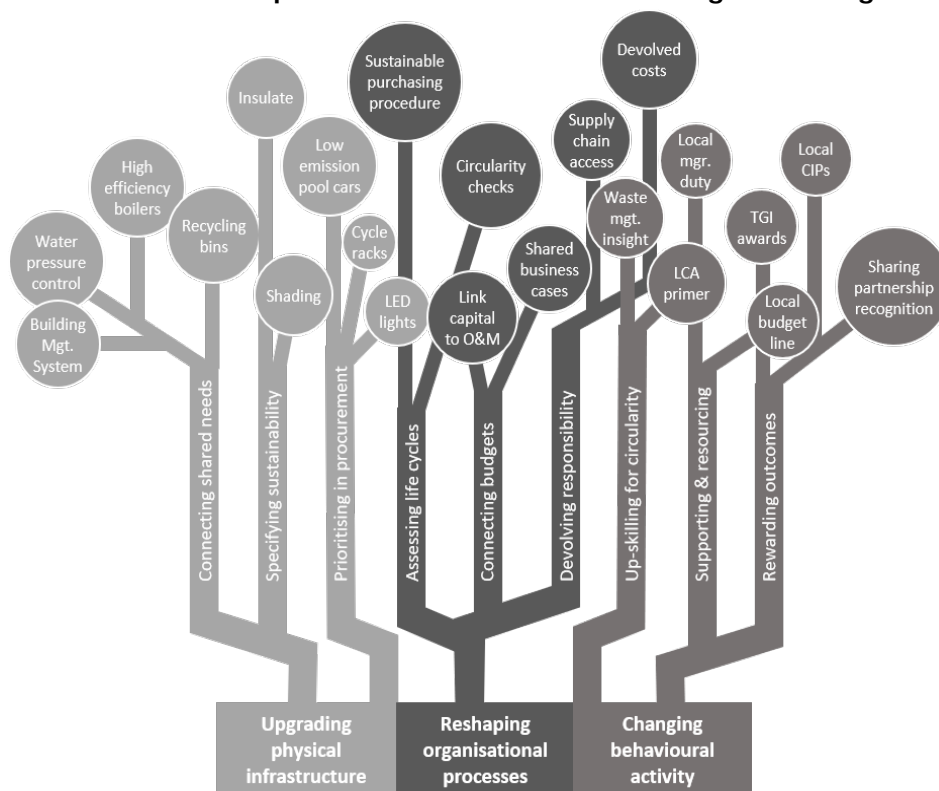 Devolved
costs
Sustainable
purchasing
procedure
Insulate
Supply
chain
access
Local
mgr.
duty
Local
CIPs
Low
emission
pool cars
High
efficiency
boilers
Circularity
checks
Waste
mgt.
insight
TGI
awards
Recycling
bins
Cycle
racks
Water
pressure
control
Shared
business
cases
LCA
primer
Sharing
partnership
recognition
Shading
LED
lights
Link
capital
to O&M
Local
budget
line
Building
Mgt.
System
Connecting shared needs
Specifying sustainability
Prioritising in procurement
Assessing life cycles
Connecting budgets
Devolving responsibility
Up-skilling for circularity
Supporting & resourcing
Rewarding outcomes
Upgrading
physical
infrastructure
Reshaping
organisational
processes
Changing
behavioural
activity